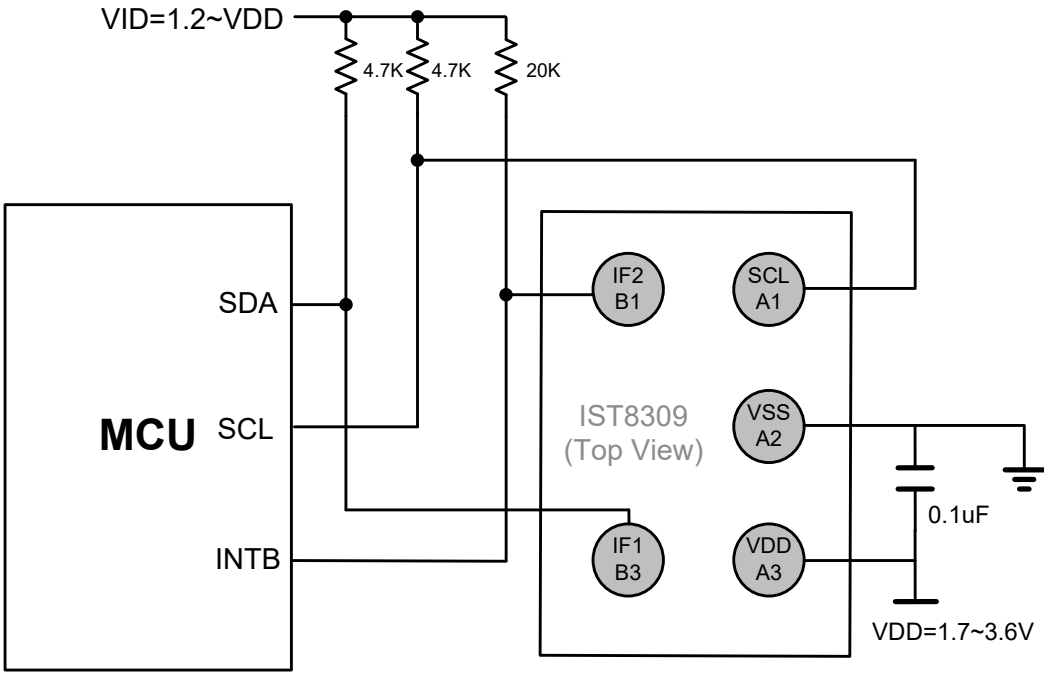 VID=1.2~VDD
4.7K
4.7K
20K
SDA
MCU
SCL
INTB
IF2
B1
SCL
A1
IST8309
(Top View)
VSS
A2
0.1uF
IF1
B3
VDD
A3
VDD=1.7~3.6V